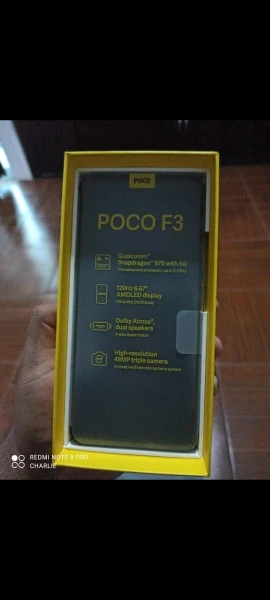 POCO
POCO F3
Qualcomm®
Snapdragon™ 870 with 5G
120Hz 6.67"
AMOLED display
Dolby Atmos®,
dual speakers
High-resolution
48MP triple camera
REDMI NOTE 8 PRO
CHARLIE